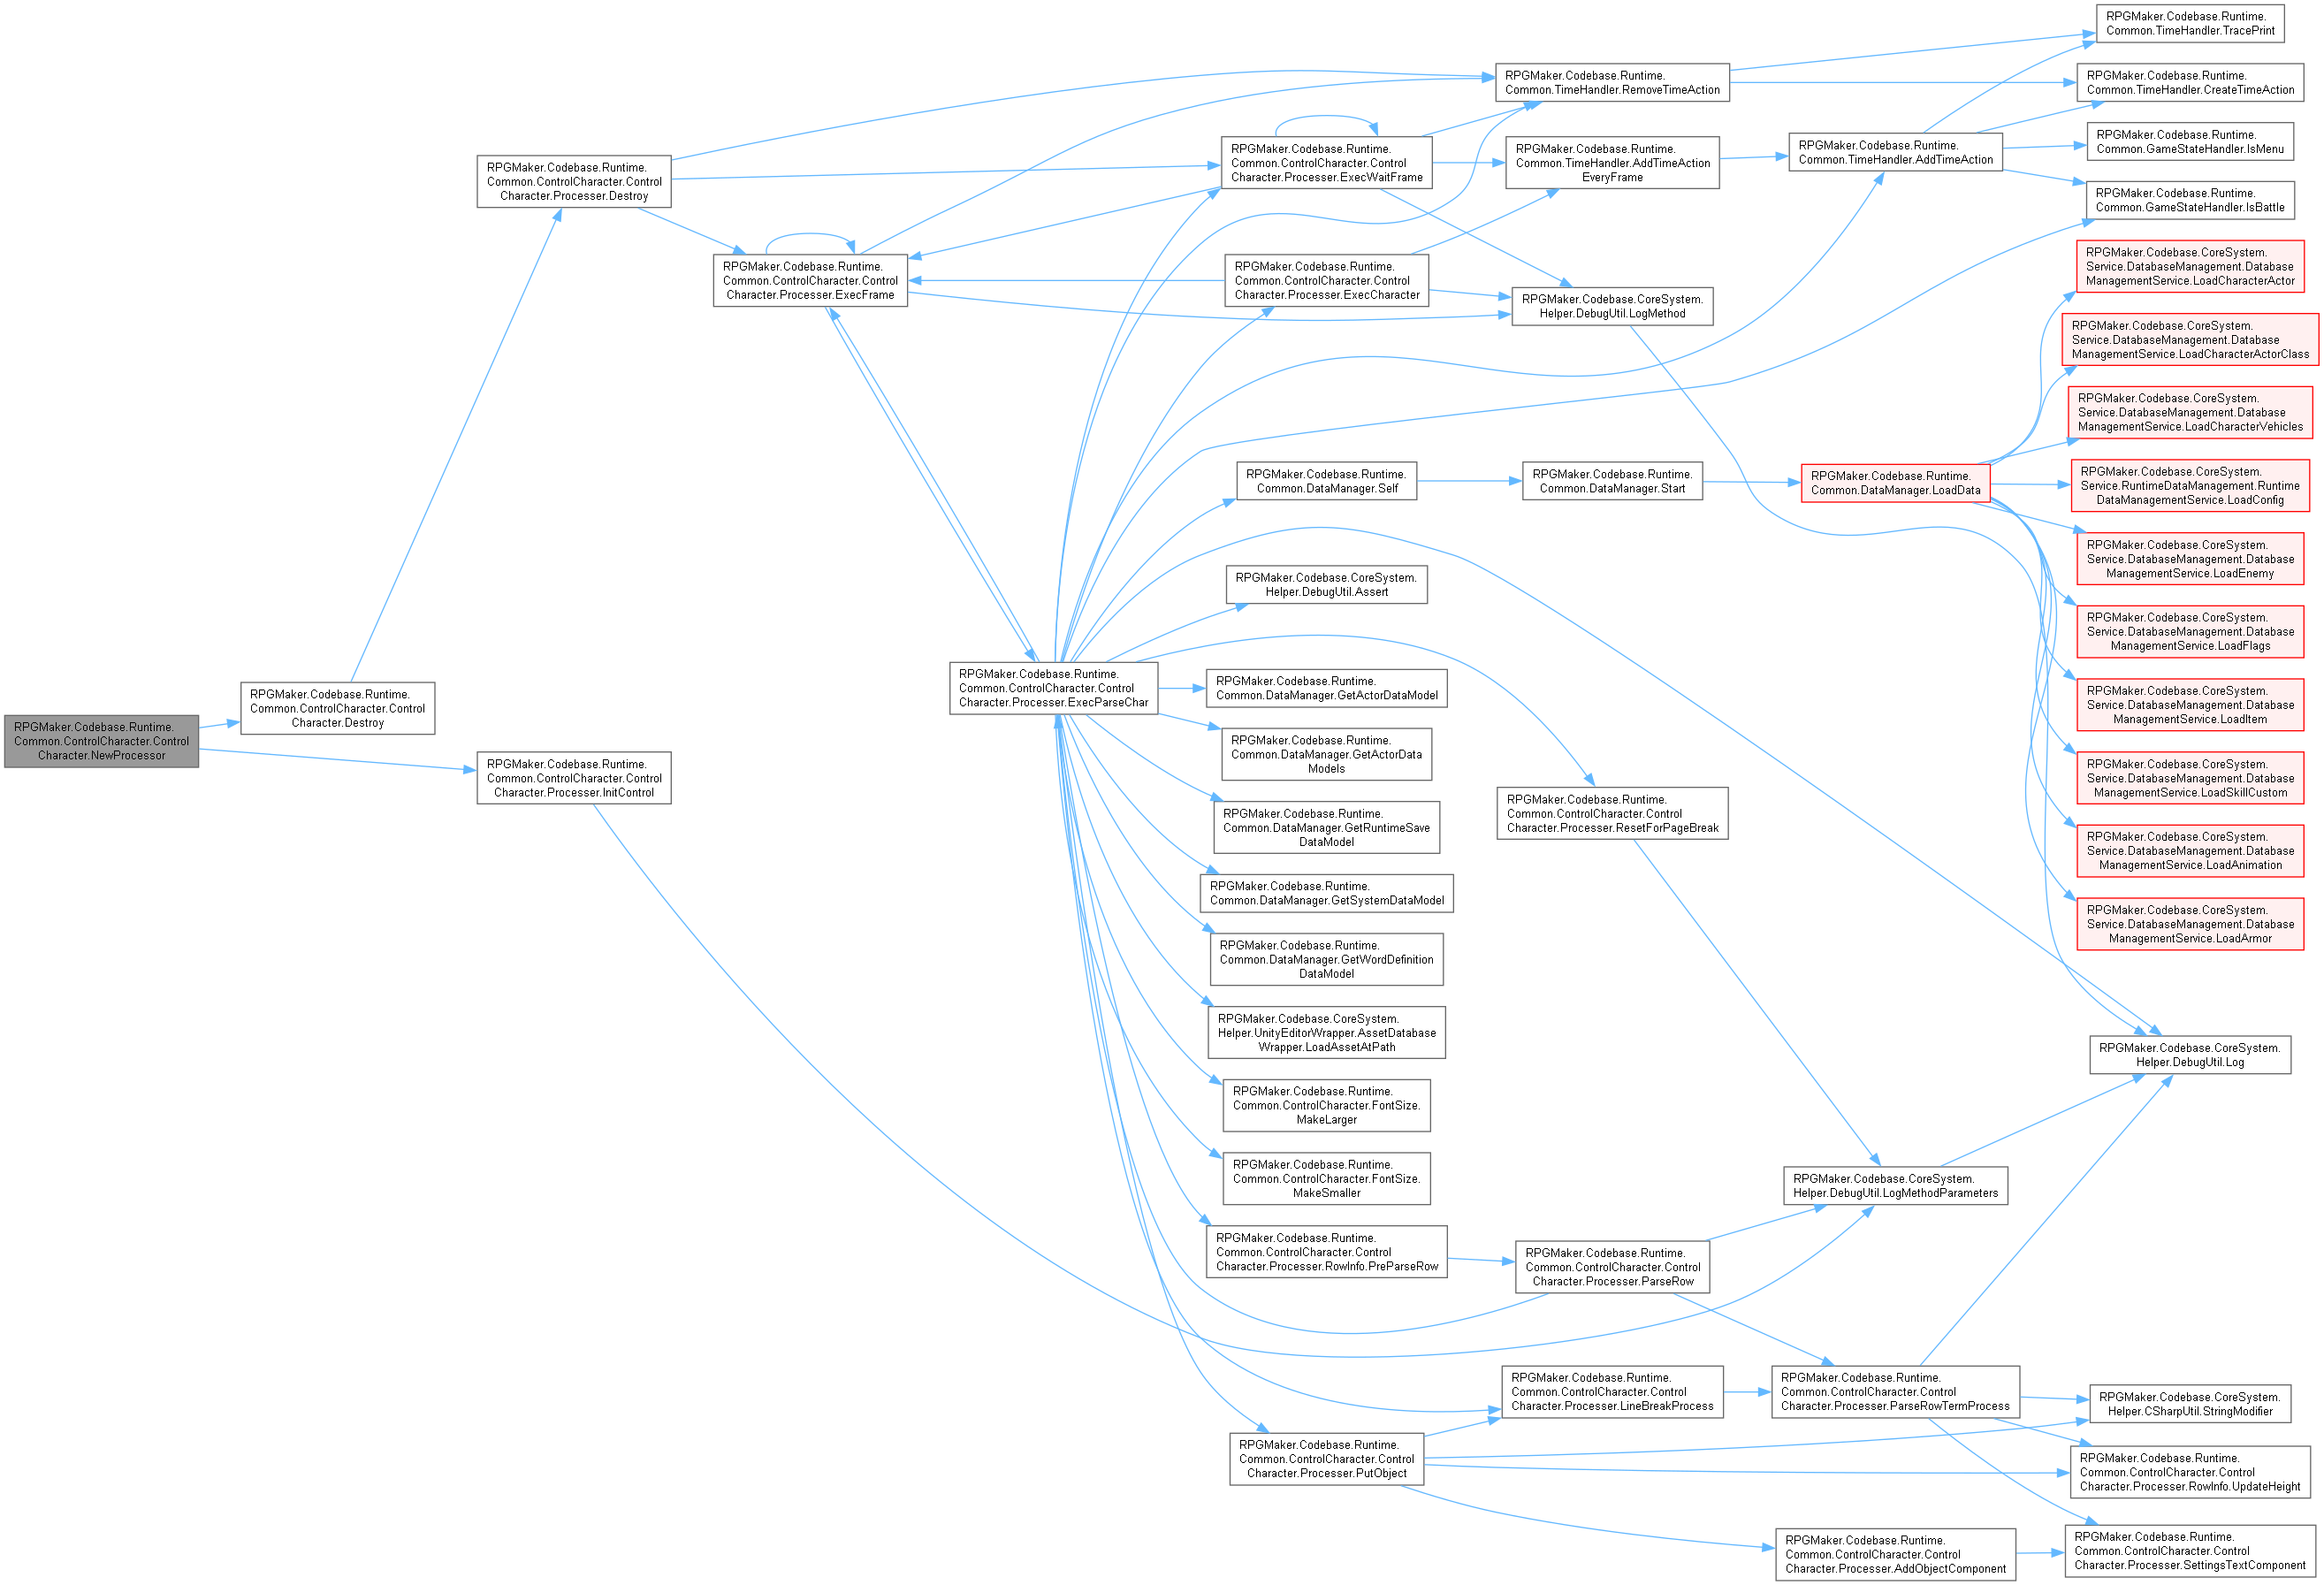 RPGMaker.Codebase.Runtime.
Common.ControlCharacter.Control
Character.NewProcessor
RPGMaker.Codebase.Runtime.
Common.ControlCharacter.Control
Character.Destroy
RPGMaker.Codebase.Runtime.
Common.ControlCharacter.Control
Character.Processer.Destroy
RPGMaker.Codebase.Runtime.
Common.ControlCharacter.Control
Character.Processer.InitControl
RPGMaker.Codebase.Runtime.
Common.ControlCharacter.Control
Character.Processer.ExecFrame
RPGMaker.Codebase.Runtime.
Common.ControlCharacter.Control
Character.Processer.ExecParseChar
RPGMaker.Codebase.Runtime.
Common.ControlCharacter.Control
Character.Processer.ExecWaitFrame
RPGMaker.Codebase.Runtime.
Common.ControlCharacter.Control
Character.Processer.ExecCharacter
RPGMaker.Codebase.Runtime.
Common.DataManager.Self
RPGMaker.Codebase.CoreSystem.
Helper.DebugUtil.Assert
RPGMaker.Codebase.Runtime.
Common.DataManager.GetActorDataModel
RPGMaker.Codebase.Runtime.
Common.DataManager.GetActorData
Models
RPGMaker.Codebase.Runtime.
Common.DataManager.GetRuntimeSave
DataModel
RPGMaker.Codebase.Runtime.
Common.DataManager.GetSystemDataModel
RPGMaker.Codebase.Runtime.
Common.DataManager.GetWordDefinition
DataModel
RPGMaker.Codebase.CoreSystem.
Helper.UnityEditorWrapper.AssetDatabase
Wrapper.LoadAssetAtPath
RPGMaker.Codebase.Runtime.
Common.ControlCharacter.FontSize.
MakeLarger
RPGMaker.Codebase.Runtime.
Common.ControlCharacter.FontSize.
MakeSmaller
RPGMaker.Codebase.Runtime.
Common.ControlCharacter.Control
Character.Processer.RowInfo.PreParseRow
RPGMaker.Codebase.Runtime.
Common.ControlCharacter.Control
Character.Processer.PutObject
RPGMaker.Codebase.Runtime.
Common.TimeHandler.RemoveTimeAction
RPGMaker.Codebase.Runtime.
Common.TimeHandler.AddTimeAction
EveryFrame
RPGMaker.Codebase.CoreSystem.
Helper.DebugUtil.LogMethod
RPGMaker.Codebase.Runtime.
Common.DataManager.Start
RPGMaker.Codebase.Runtime.
Common.ControlCharacter.Control
Character.Processer.ResetForPageBreak
RPGMaker.Codebase.Runtime.
Common.ControlCharacter.Control
Character.Processer.ParseRow
RPGMaker.Codebase.Runtime.
Common.ControlCharacter.Control
Character.Processer.LineBreakProcess
RPGMaker.Codebase.Runtime.
Common.TimeHandler.AddTimeAction
RPGMaker.Codebase.Runtime.
Common.DataManager.LoadData
RPGMaker.Codebase.CoreSystem.
Helper.DebugUtil.LogMethodParameters
RPGMaker.Codebase.Runtime.
Common.ControlCharacter.Control
Character.Processer.ParseRowTermProcess
RPGMaker.Codebase.Runtime.
Common.ControlCharacter.Control
Character.Processer.AddObjectComponent
RPGMaker.Codebase.Runtime.
Common.TimeHandler.TracePrint
RPGMaker.Codebase.Runtime.
Common.TimeHandler.CreateTimeAction
RPGMaker.Codebase.Runtime.
Common.GameStateHandler.IsMenu
RPGMaker.Codebase.Runtime.
Common.GameStateHandler.IsBattle
RPGMaker.Codebase.CoreSystem.
Service.DatabaseManagement.Database
ManagementService.LoadCharacterActor
RPGMaker.Codebase.CoreSystem.
Service.DatabaseManagement.Database
ManagementService.LoadCharacterActorClass
RPGMaker.Codebase.CoreSystem.
Service.DatabaseManagement.Database
ManagementService.LoadCharacterVehicles
RPGMaker.Codebase.CoreSystem.
Service.RuntimeDataManagement.Runtime
DataManagementService.LoadConfig
RPGMaker.Codebase.CoreSystem.
Service.DatabaseManagement.Database
ManagementService.LoadEnemy
RPGMaker.Codebase.CoreSystem.
Service.DatabaseManagement.Database
ManagementService.LoadFlags
RPGMaker.Codebase.CoreSystem.
Service.DatabaseManagement.Database
ManagementService.LoadItem
RPGMaker.Codebase.CoreSystem.
Service.DatabaseManagement.Database
ManagementService.LoadSkillCustom
RPGMaker.Codebase.CoreSystem.
Service.DatabaseManagement.Database
ManagementService.LoadAnimation
RPGMaker.Codebase.CoreSystem.
Service.DatabaseManagement.Database
ManagementService.LoadArmor
RPGMaker.Codebase.CoreSystem.
Helper.DebugUtil.Log
RPGMaker.Codebase.CoreSystem.
Helper.CSharpUtil.StringModifier
RPGMaker.Codebase.Runtime.
Common.ControlCharacter.Control
Character.Processer.RowInfo.UpdateHeight
RPGMaker.Codebase.Runtime.
Common.ControlCharacter.Control
Character.Processer.SettingsTextComponent